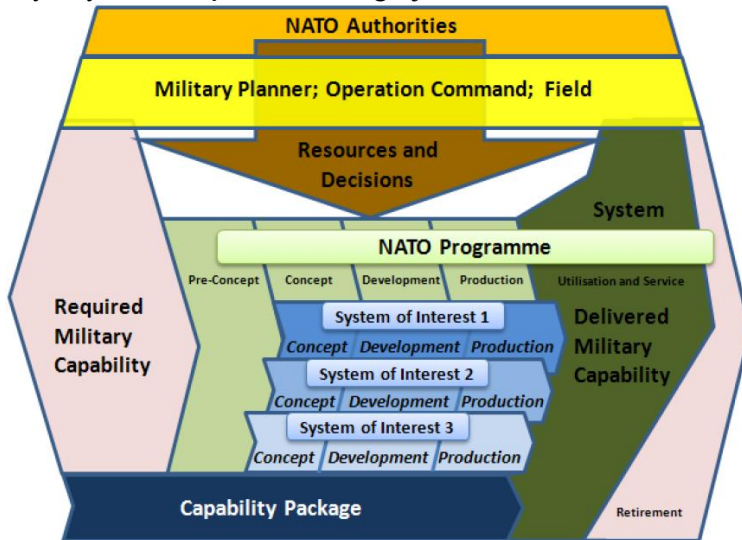 NATO Authorities
Military Planner; Operation Command; Field
Resources and
Decisions
System
NATO Programme
Pre-Concept Concept Development Production Utilisation and Service
Required
Military
Capability
System of Interest 1
Concept Development Production
Delivered
Military
Capability
System of Interest 2
Concept Development Production
System of Interest 3
Concept Development Production
Capability Package
Retirement